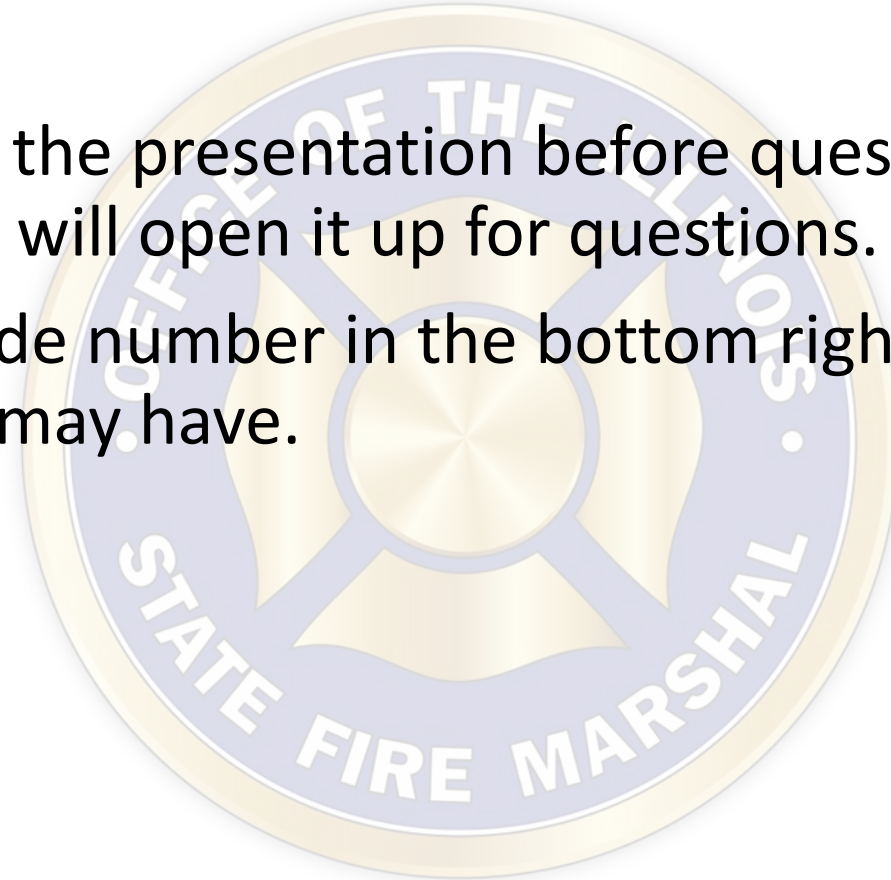 the presentation before ques
will open it up for questions.
de number in the bottom righ
may have.
• OFFICE OF THE ILLINOIS •
STATE FIRE MARSHAL